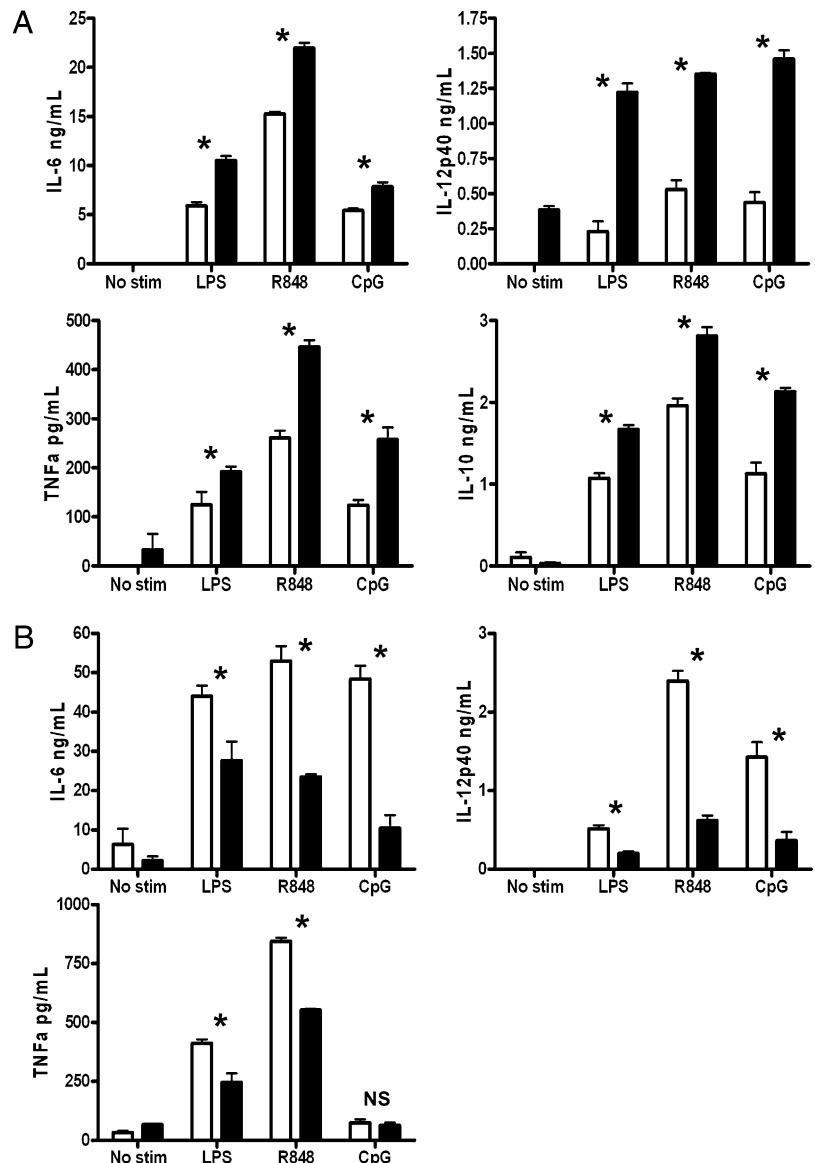 A
IL-6 ng/mL
25
20
15
10
5
0
No stim LPS R848 CpG
* * *
IL-12p40 ng/mL
1.75
1.50
1.25
1.00
0.75
0.50
0.25
0.00
No stim LPS R848 CpG
* * *
TNFa pg/mL
500
400
300
200
100
0
No stim LPS R848 CpG
* * *
IL-10 ng/mL
3
2
1
0
No stim LPS R848 CpG
* * *
B
IL-6 ng/mL
60
50
40
30
20
10
0
No stim LPS R848 CpG
* * *
IL-12p40 ng/mL
3
2
1
0
No stim LPS R848 CpG
* * *
TNFa pg/mL
1000
750
500
250
0
No stim LPS R848 CpG
* * NS